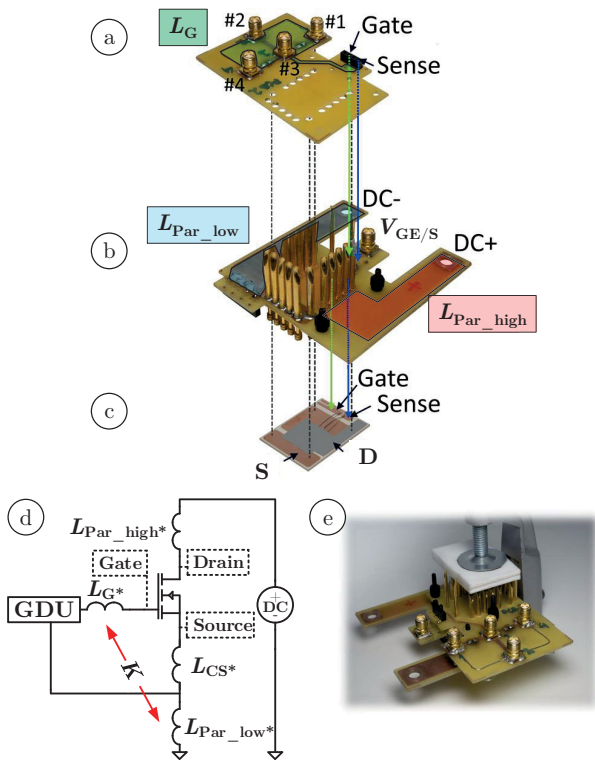 a
L_G
#2
#1
#3
#4
Gate
Sense
b
L_Par_low
DC-
V_GE/S
DC+
+
L_Par_high
c
Gate
Sense
S
D
d
L_Par_high*
Gate
Drain
L_G*
GDU
+
DC
-
Source
K
L_CS*
L_Par_low*
e